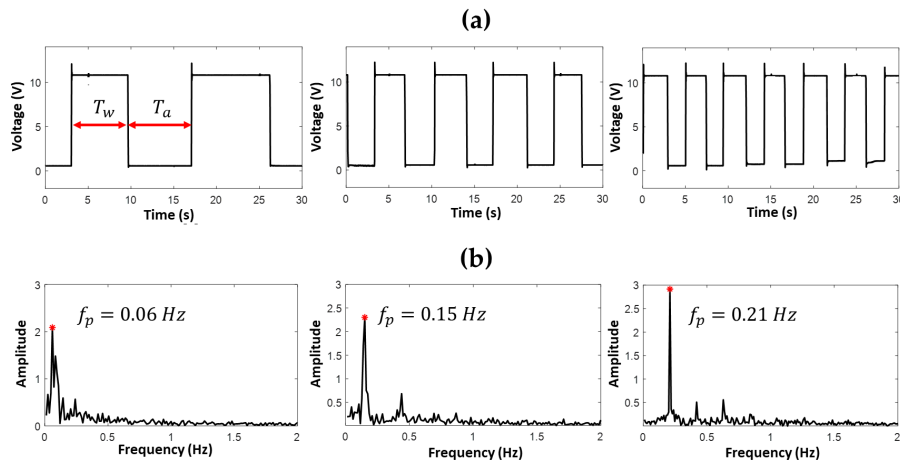 (a)
Voltage (V)
10
5
0
T_w
T_a
0 5 10 15 20 25 30
Time (s)
Voltage (V)
10
5
0
0 5 10 15 20 25 30
Time (s)
Voltage (V)
10
5
0
0 5 10 15 20 25 30
Time (s)
(b)
Amplitude
3
2
1
0
f_p = 0.06 Hz
0 0.5 1 1.5 2
Frequency (Hz)
Amplitude
3
2.5
2
1.5
1
0.5
f_p = 0.15 Hz
0 0.5 1 1.5 2
Frequency (Hz)
Amplitude
3
2.5
2
1.5
1
0.5
f_p = 0.21 Hz
0 0.5 1 1.5 2
Frequency (Hz)